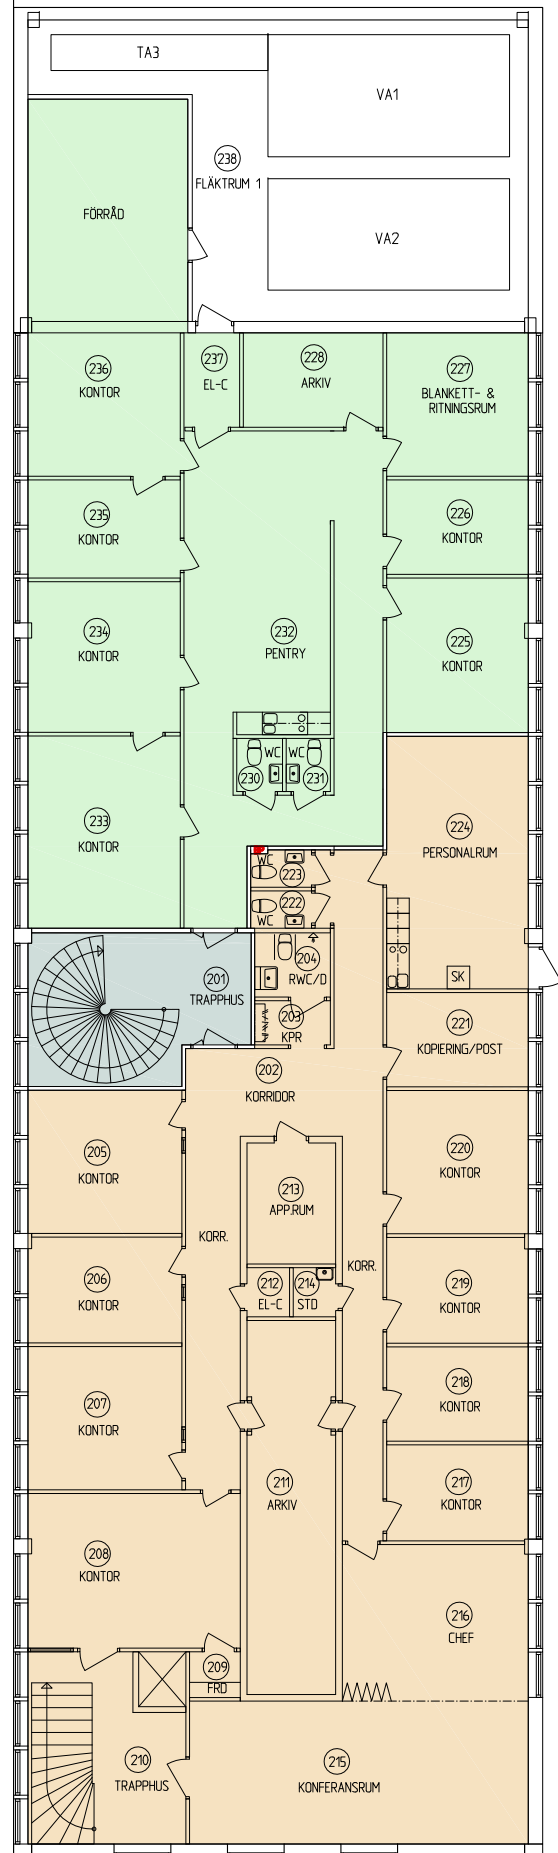 TA3
VA1
238
FLÄKTRUM 1
FÖRRÅD
VA2
236
KONTOR
237
EL-C
228
ARKIV
227
BLANKETT- &
RITNINGSRUM
235
KONTOR
226
KONTOR
234
KONTOR
232
PENTRY
225
KONTOR
WC
WC
230
231
233
KONTOR
224
PERSONALRUM
WC
223
222
WC
204
RWC/D
201
TRAPPHUS
SK
203
KPR
221
KOPIERING/POST
202
KORRIDOR
205
KONTOR
220
KONTOR
213
APP.RUM
KORR.
KORR.
206
KONTOR
212
EL-C
214
STD
219
KONTOR
207
KONTOR
218
KONTOR
211
ARKIV
217
KONTOR
208
KONTOR
216
CHEF
209
FRD
210
TRAPPHUS
215
KONFERANSRUM